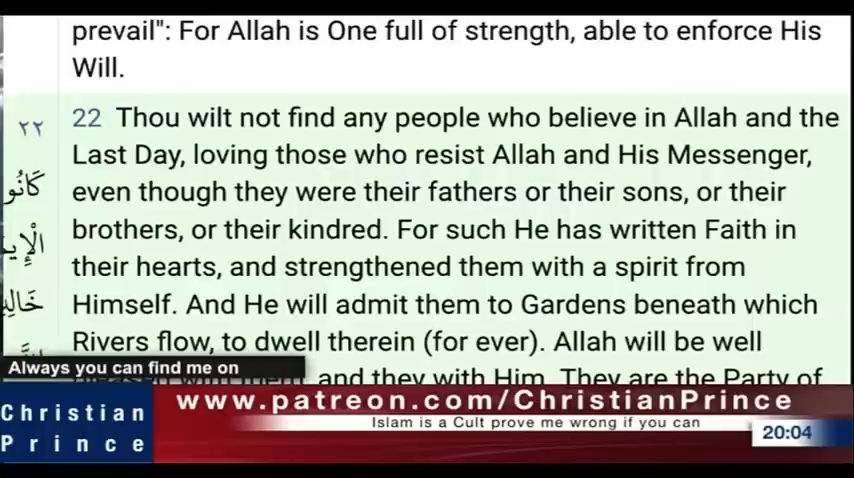 prevail": For Allah is One full of strength, able to enforce His
Will.
٢٢
22 Thou wilt not find any people who believe in Allah and the
Last Day, loving those who resist Allah and His Messenger,
even though they were their fathers or their sons, or their
brothers, or their kindred. For such He has written Faith in
their hearts, and strengthened them with a spirit from
Himself. And He will admit them to Gardens beneath which
Rivers flow, to dwell therein (for ever). Allah will be well
pleased with them, and they with Him. They are the Party of
كَانُو
Always you can find me on
Christian
Prince
www.patreon.com/ChristianPrince
Islam is a Cult prove me wrong if you can
20:04